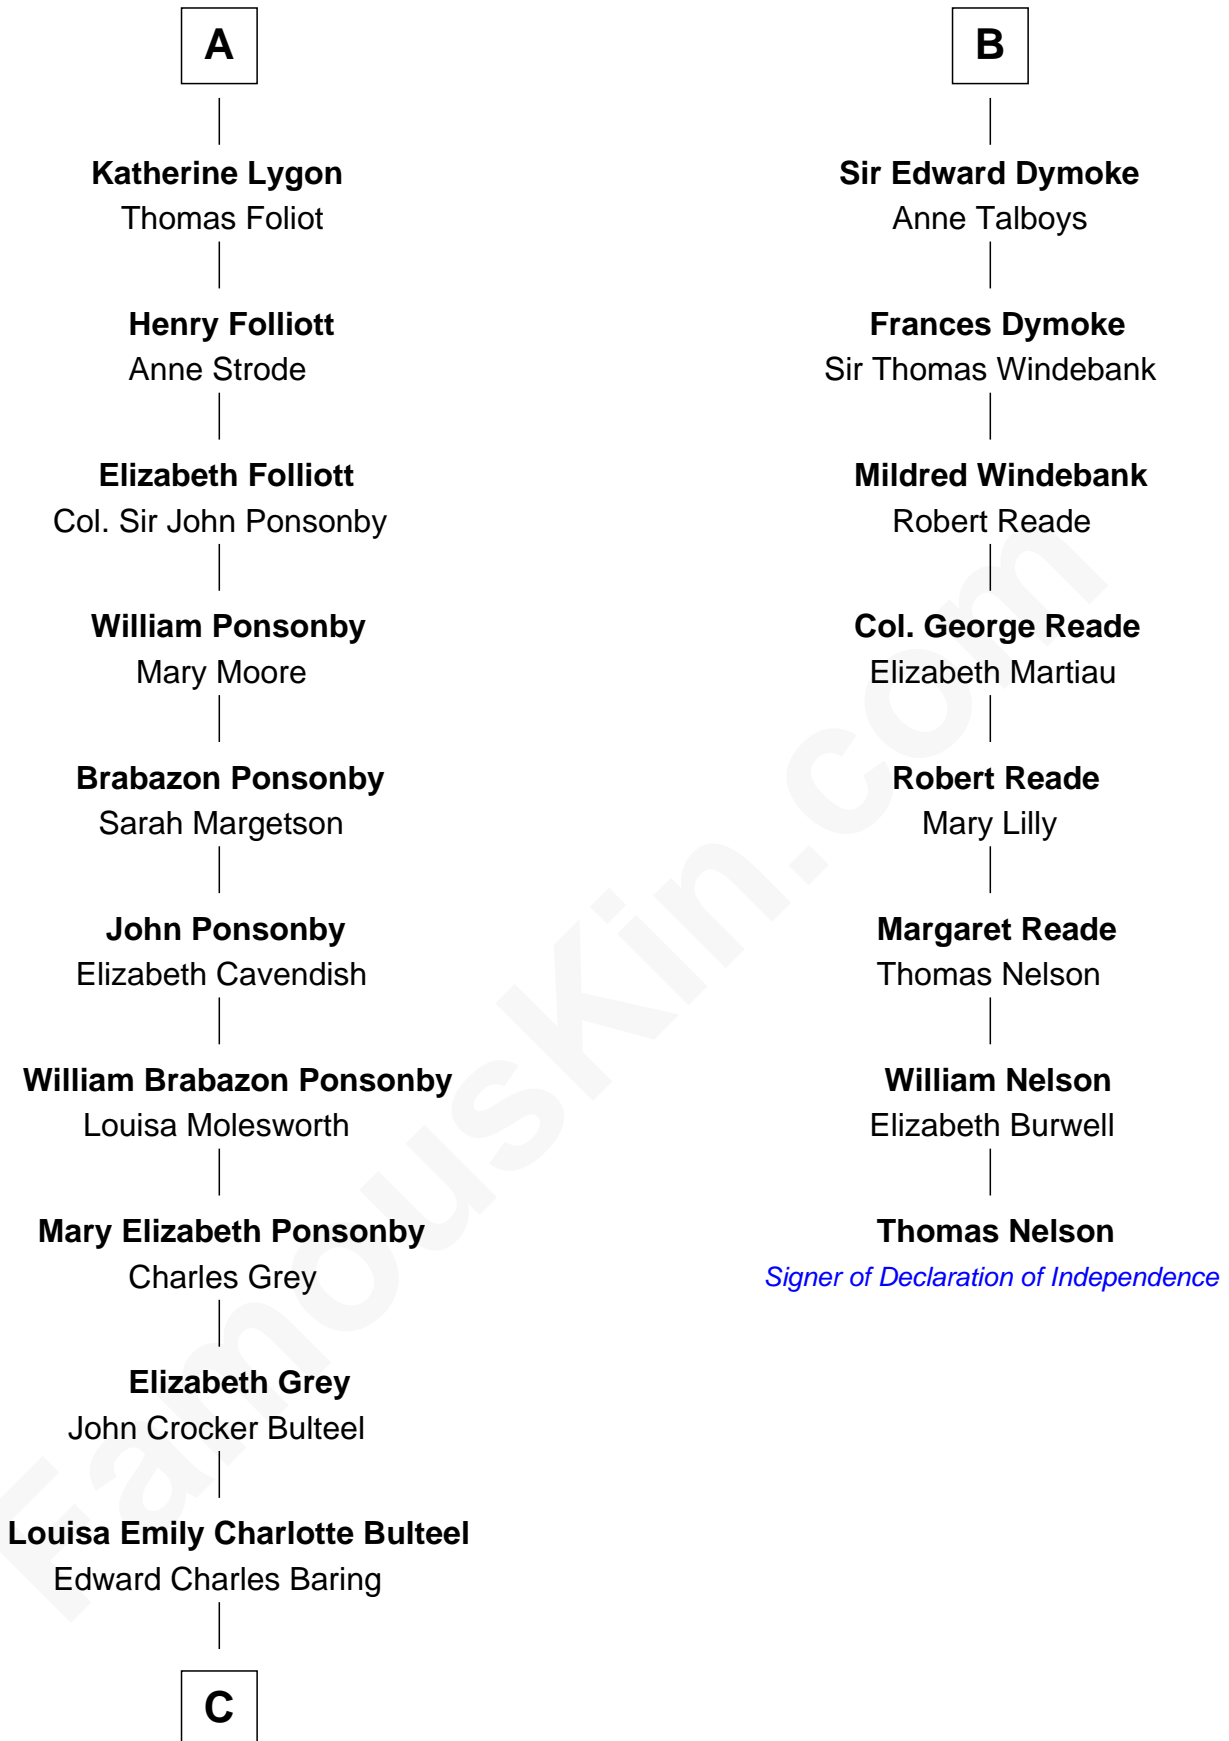 A
Katherine Lygon
Thomas Foliot
Henry Folliott
Anne Strode
Elizabeth Folliott
Col. Sir John Ponsonby
William Ponsonby
Mary Moore
Brabazon Ponsonby
Sarah Margetson
John Ponsonby
Elizabeth Cavendish
William Brabazon Ponsonby
Louisa Molesworth
Mary Elizabeth Ponsonby
Charles Grey
Elizabeth Grey
John Crocker Bulteel
Louisa Emily Charlotte Bulteel
Edward Charles Baring
C
B
Sir Edward Dymoke
Anne Talboys
Frances Dymoke
Sir Thomas Windebank
Mildred Windebank
Robert Reade
Col. George Reade
Elizabeth Martiau
Robert Reade
Mary Lilly
Margaret Reade
Thomas Nelson
William Nelson
Elizabeth Burwell
Thomas Nelson
Signer of Declaration of Independence
FamousKin.com